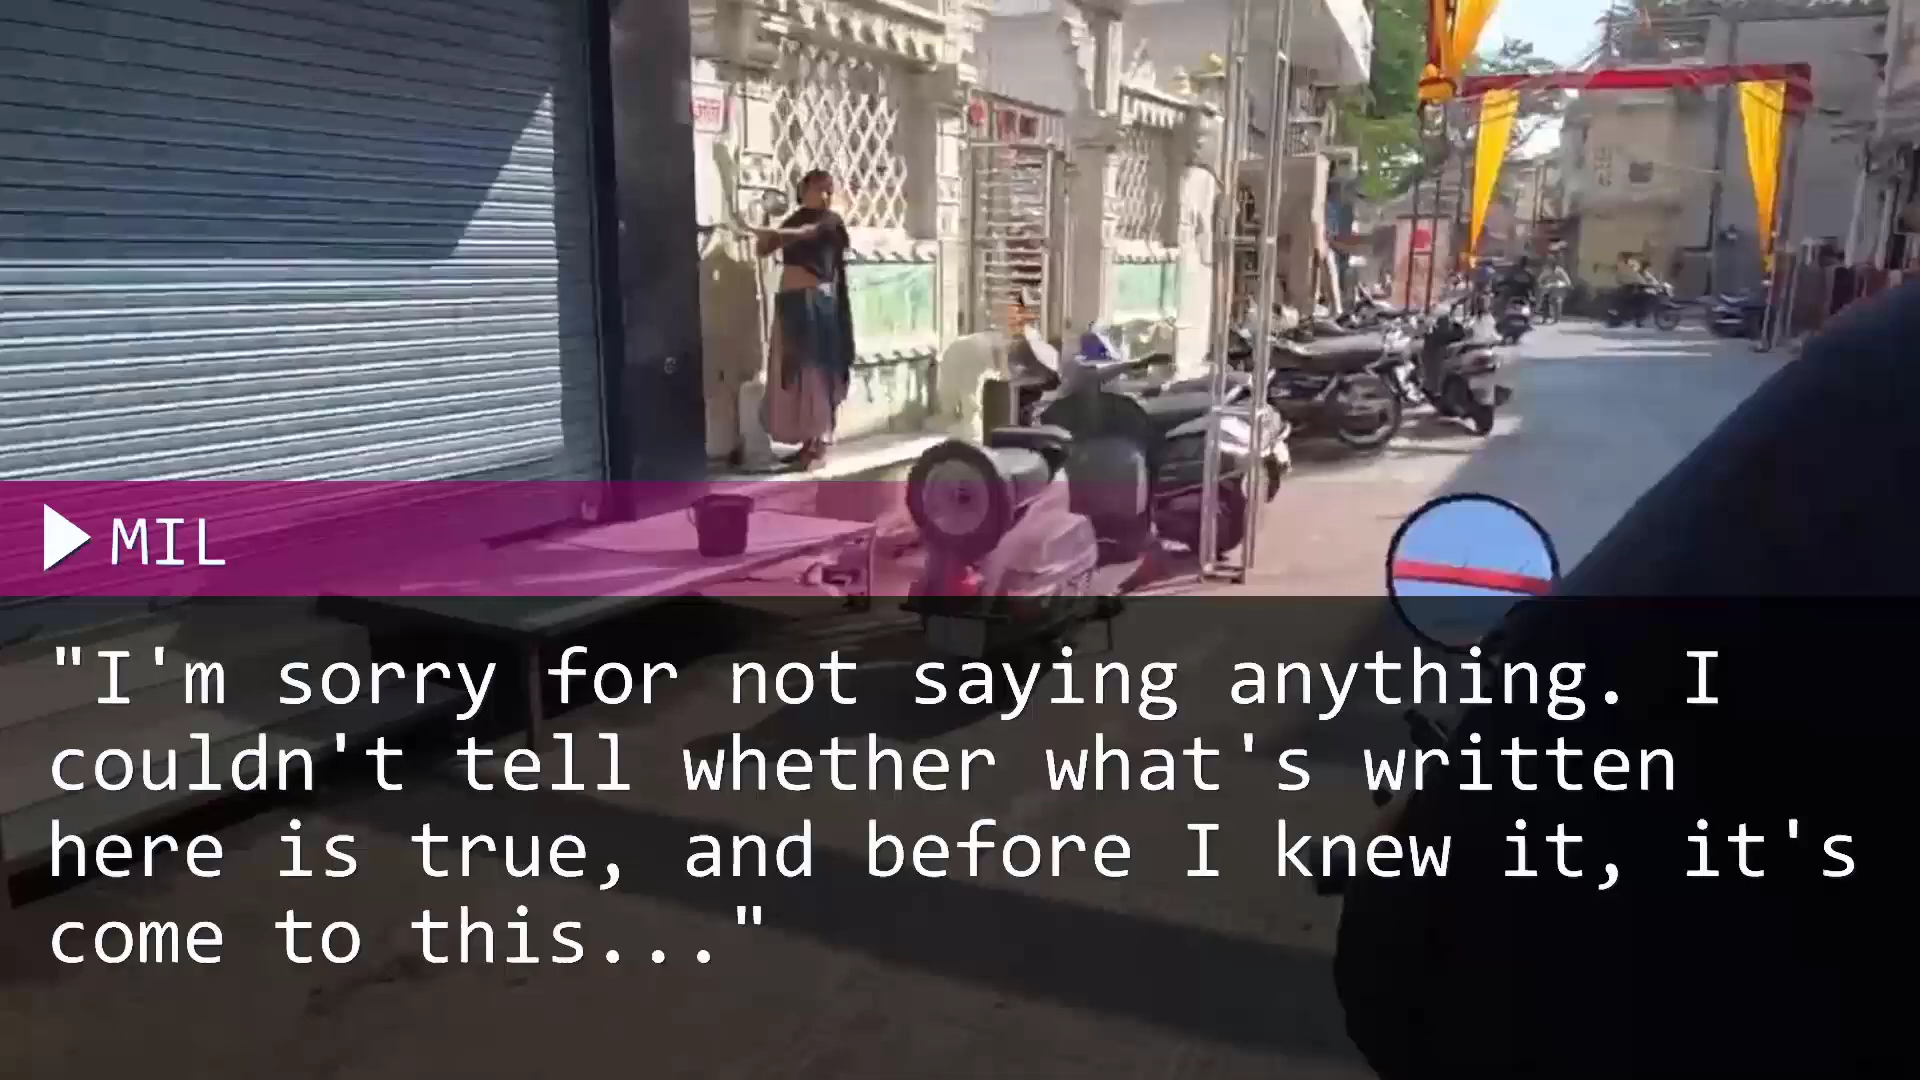 MIL
"I'm sorry for not saying anything. I
couldn't tell whether what's written
here is true, and before I knew it, it's
come to this..."